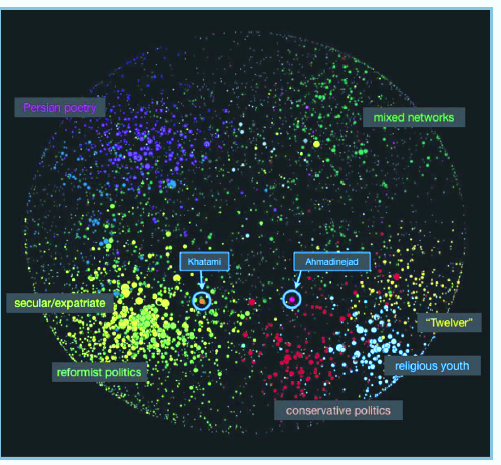 Persian poetry
mixed networks
Khatami
Ahmadinejad
secular/expatriate
"Twelver"
reformist politics
religious youth
conservative politics